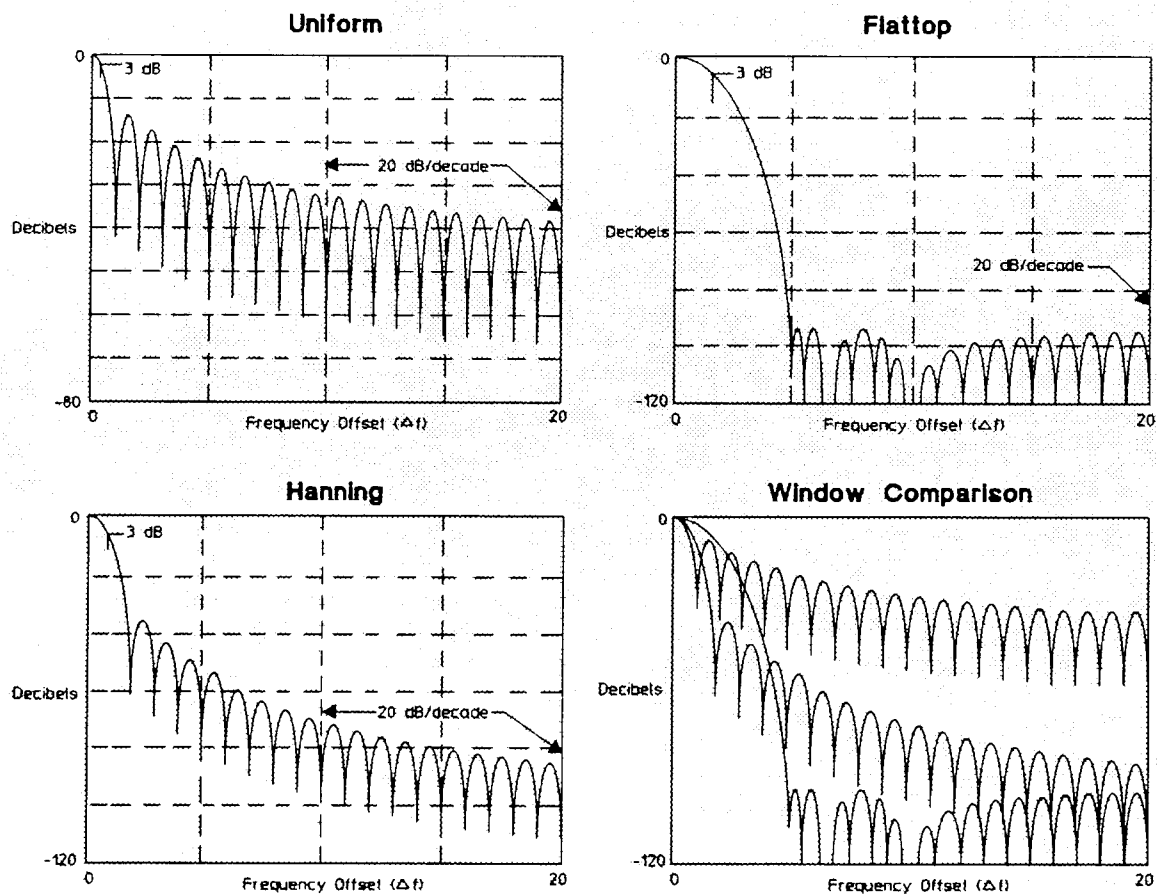 Uniform
0
3 dB
20 dB/decade
Decibels
-80
0
Frequency Offset (Δf)
20
Flattop
0
3 dB
Decibels
20 dB/decade
-120
0
Frequency Offset (Δf)
20
Hanning
0
3 dB
Decibels
20 dB/decade
-120
0
Frequency Offset (Δf)
20
Window Comparison
0
Decibels
-120
0
Frequency Offset (Δf)
20